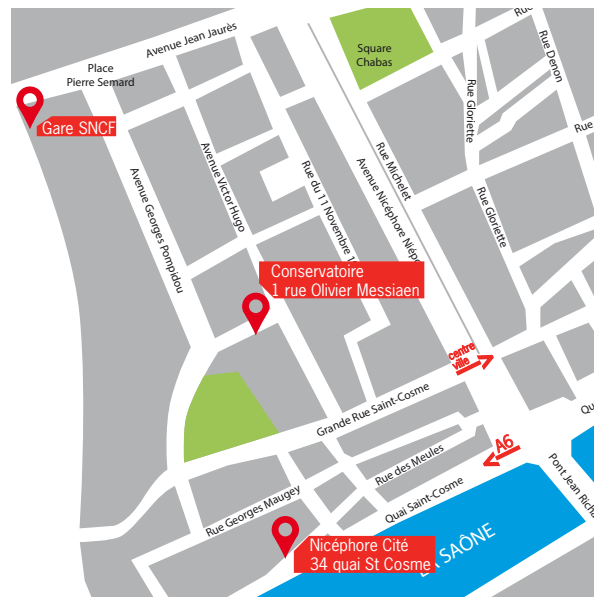 Avenue Jean Jaurès
Place
Pierre Semard
Gare SNCF
Square
Chabas
Rue
Rue Denon
Rue Gloriette
Rue
Rue Michelet
Avenue Victor Hugo
Rue du 11 Novembre
Avenue Nicéphore
Rue Gloriette
Avenue Georges Pompidou
Conservatoire
1 rue Olivier Messiaen
centre
ville
Grande Rue Saint-Cosme
A6
Rue des Meules
Pont Jean
Rue Georges Maugey
Quai Saint-Cosme
Nicéphore Cité
34 quai St Cosme
SAÔNE